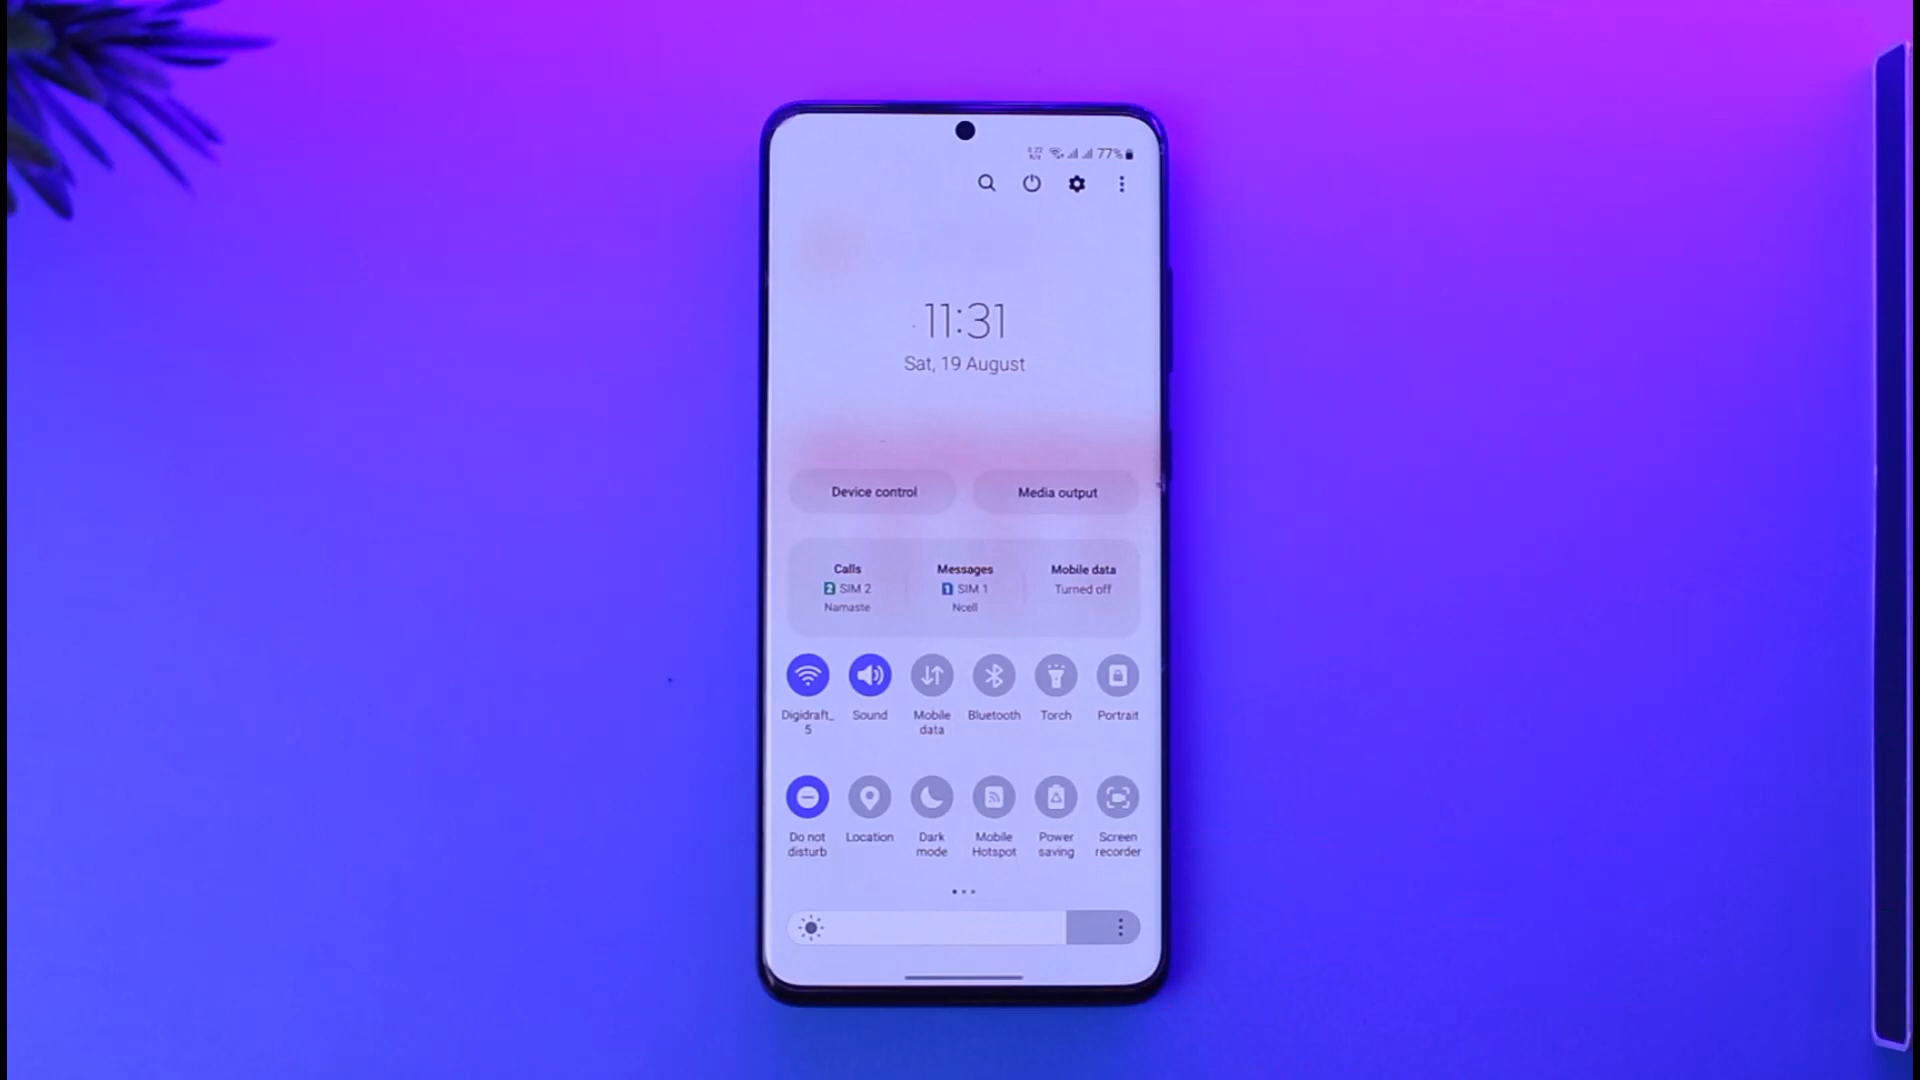 77%
11:31
Sat, 19 August
Device control
Media output
Calls
Messages
Mobile data
2 SIM 2
1 SIM 1
Turned off
Namaste
Ncell
Digidraft_
5
Sound
Mobile
data
Bluetooth
Torch
Portrait
Do not
disturb
Location
Dark
mode
Mobile
Hotspot
Power
saving
Screen
recorder